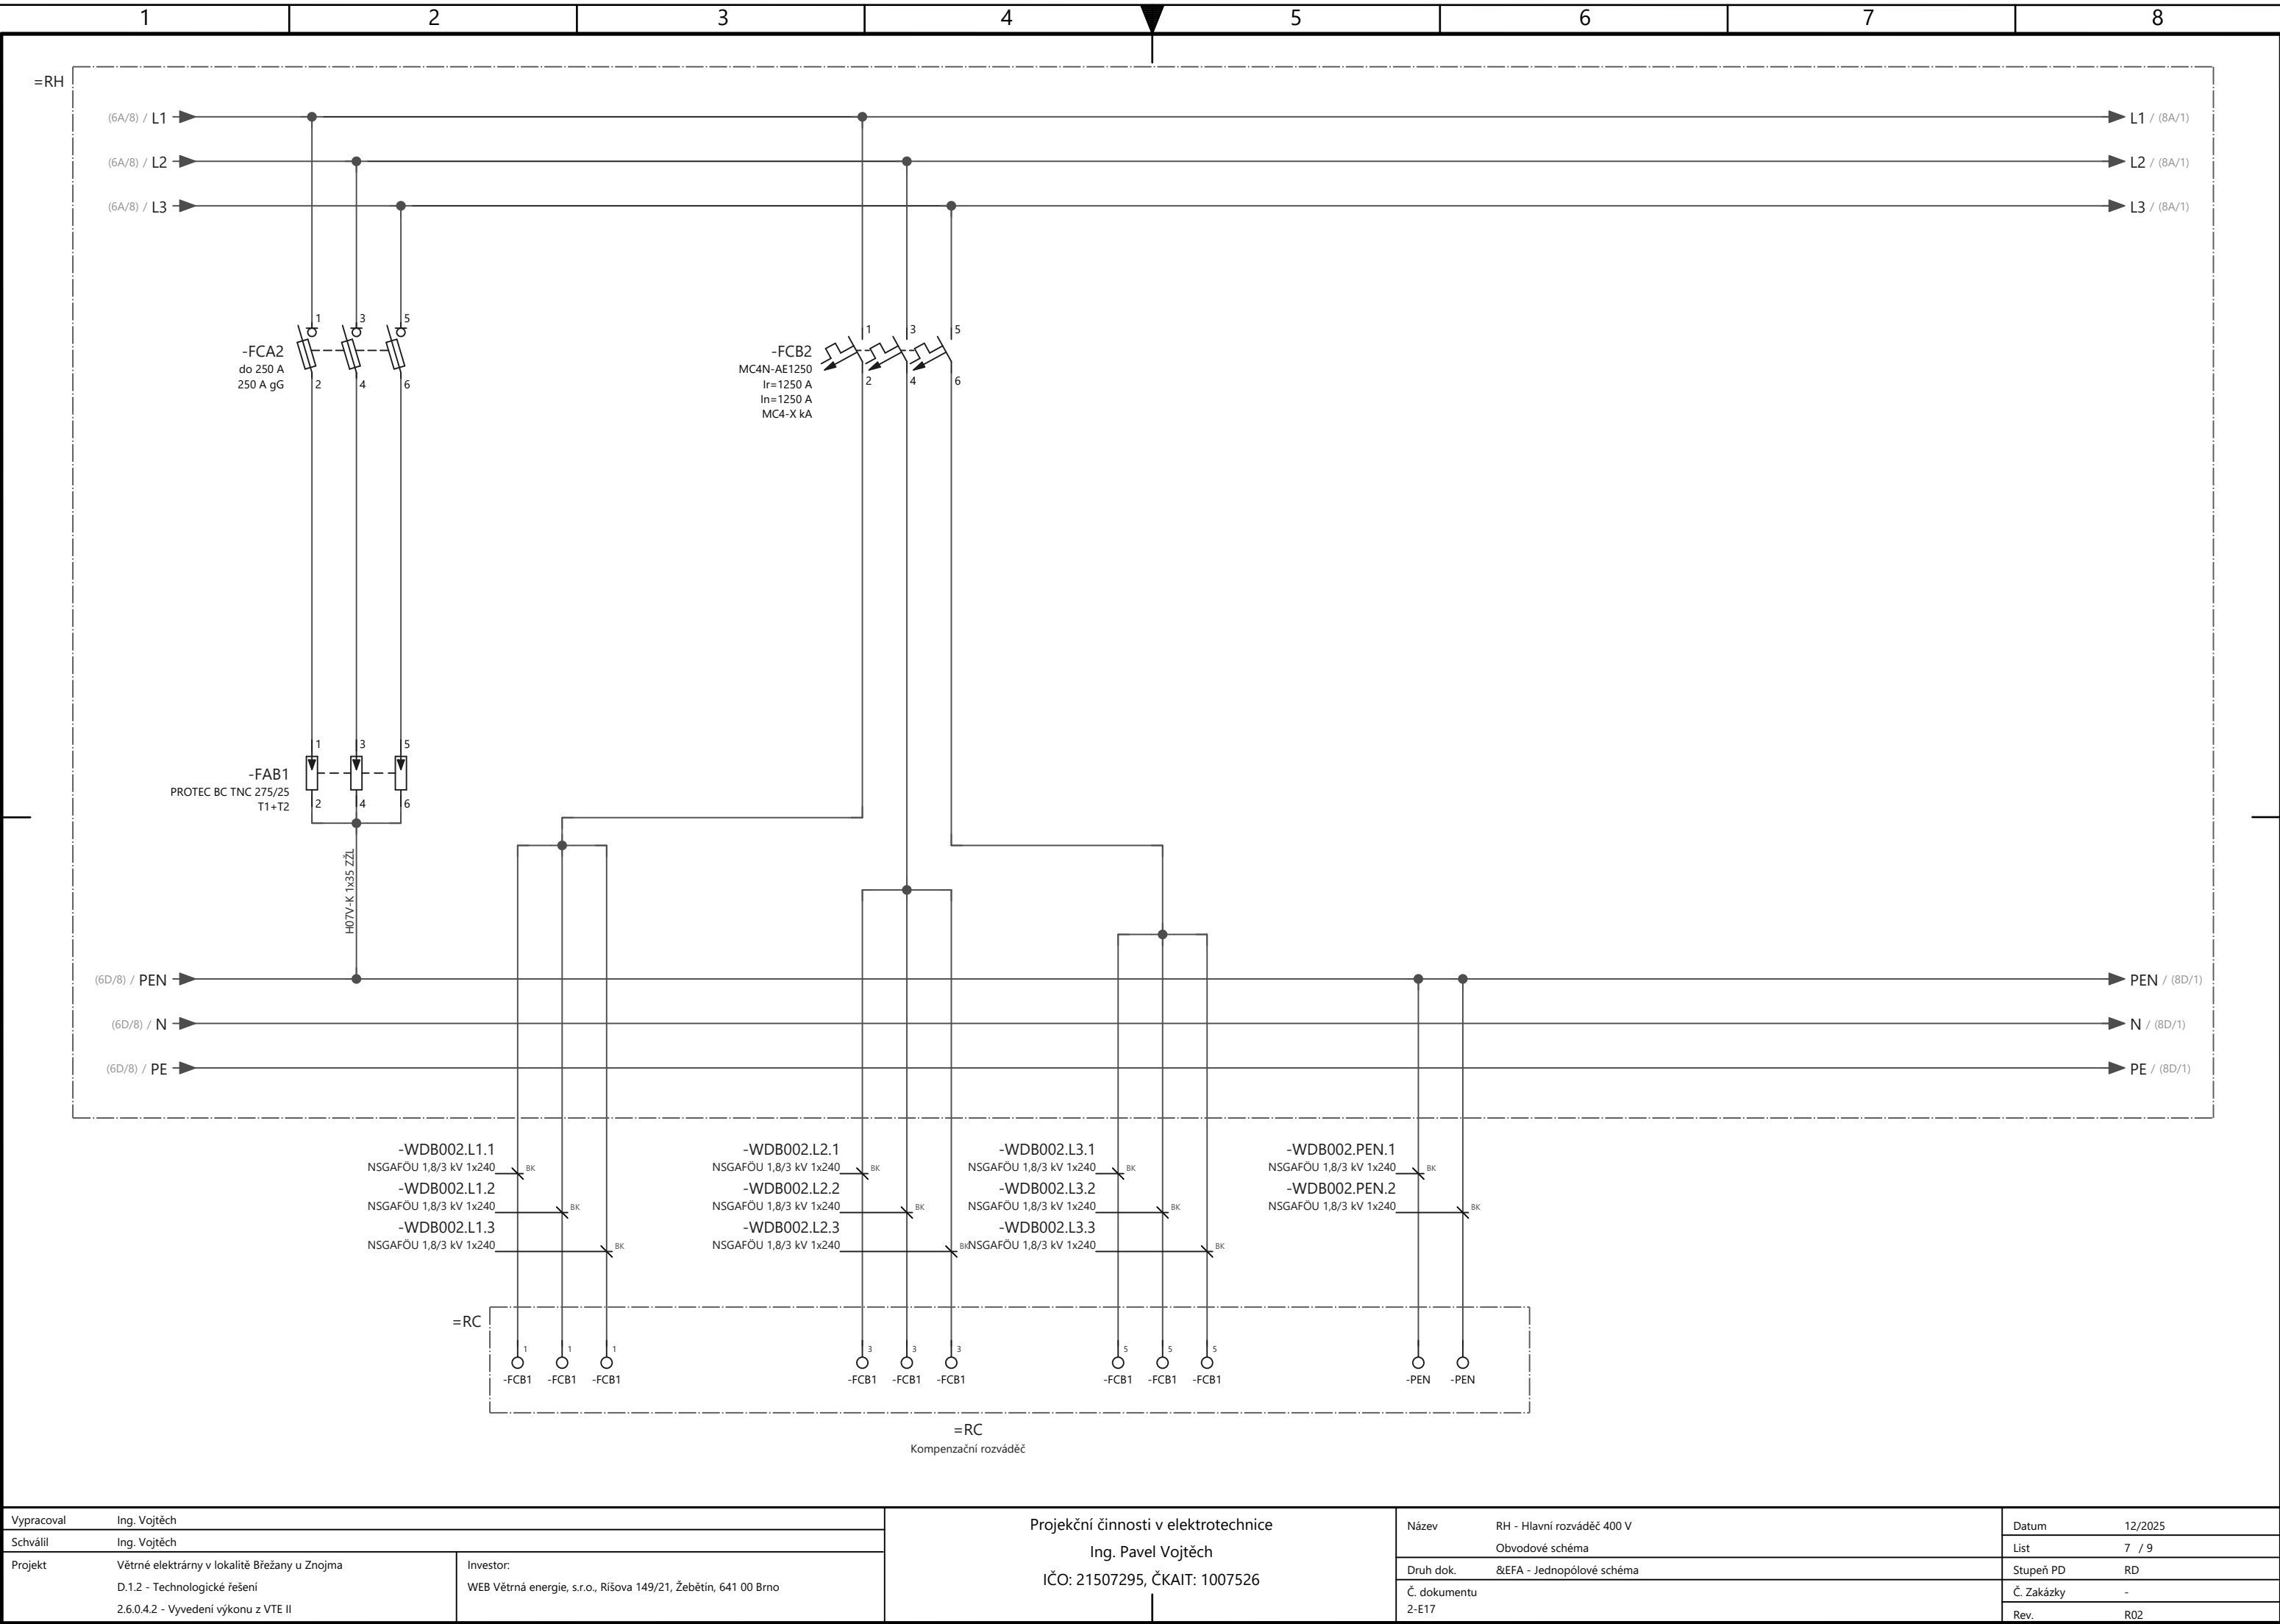 1 2 3 4 5 6 7 8
=RH
(6A/8) / L1
L1 / (8A/1)
(6A/8) / L2
L2 / (8A/1)
(6A/8) / L3
L3 / (8A/1)
1 3 5
-FCA2
do 250 A
250 A gG
2 4 6
1 3 5
-FCB2
MC4N-AE1250
Ir=1250 A
In=1250 A
MC4-X kA
2 4 6
1 3 5
-FAB1
PROTEC BC TNC 275/25
T1+T2
2 4 6
H07V-K 1x35 ZŽL
(6D/8) / PEN
PEN / (8D/1)
(6D/8) / N
N / (8D/1)
(6D/8) / PE
PE / (8D/1)
-WDB002.L1.1
NSGAFÖU 1,8/3 kV 1x240 BK
-WDB002.L1.2
NSGAFÖU 1,8/3 kV 1x240 BK
-WDB002.L1.3
NSGAFÖU 1,8/3 kV 1x240 BK
-WDB002.L2.1
NSGAFÖU 1,8/3 kV 1x240 BK
-WDB002.L2.2
NSGAFÖU 1,8/3 kV 1x240 BK
-WDB002.L2.3
NSGAFÖU 1,8/3 kV 1x240 BK
-WDB002.L3.1
NSGAFÖU 1,8/3 kV 1x240 BK
-WDB002.L3.2
NSGAFÖU 1,8/3 kV 1x240 BK
-WDB002.L3.3
NSGAFÖU 1,8/3 kV 1x240 BK
-WDB002.PEN.1
NSGAFÖU 1,8/3 kV 1x240 BK
-WDB002.PEN.2
NSGAFÖU 1,8/3 kV 1x240 BK
=RC
1 1 1 3 3 3 5 5 5
-FCB1 -FCB1 -FCB1 -FCB1 -FCB1 -FCB1 -FCB1 -FCB1 -FCB1 -PEN -PEN
=RC
Kompenzační rozváděč
Vypracoval Ing. Vojtěch
Schválil Ing. Vojtěch
Projekt Větrné elektrárny v lokalitě Břežany u Znojma
D.1.2 - Technologické řešení
2.6.0.4.2 - Vyvedení výkonu z VTE II
Investor:
WEB Větrná energie, s.r.o., Ríšova 149/21, Žebětín, 641 00 Brno
Projekční činnosti v elektrotechnice
Ing. Pavel Vojtěch
IČO: 21507295, ČKAIT: 1007526
Název RH - Hlavní rozváděč 400 V
Obvodové schéma
Druh dok. &EFA - Jednopólové schéma
Č. dokumentu
2-E17
Datum 12/2025
List 7 / 9
Stupeň PD RD
Č. Zakázky -
Rev. R02